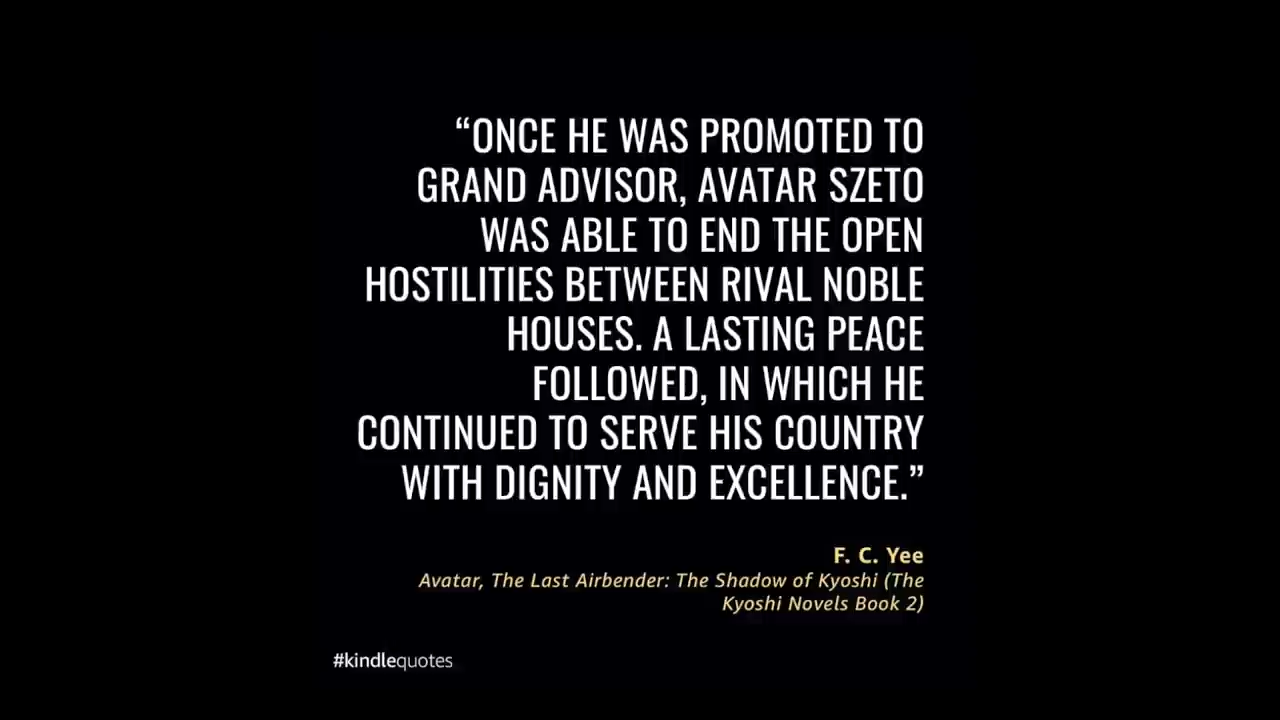 “ONCE HE WAS PROMOTED TO
GRAND ADVISOR, AVATAR SZETO
WAS ABLE TO END THE OPEN
HOSTILITIES BETWEEN RIVAL NOBLE
HOUSES. A LASTING PEACE
FOLLOWED, IN WHICH HE
CONTINUED TO SERVE HIS COUNTRY
WITH DIGNITY AND EXCELLENCE.”
F. C. Yee
Avatar, The Last Airbender: The Shadow of Kyoshi (The
Kyoshi Novels Book 2)
#kindlequotes